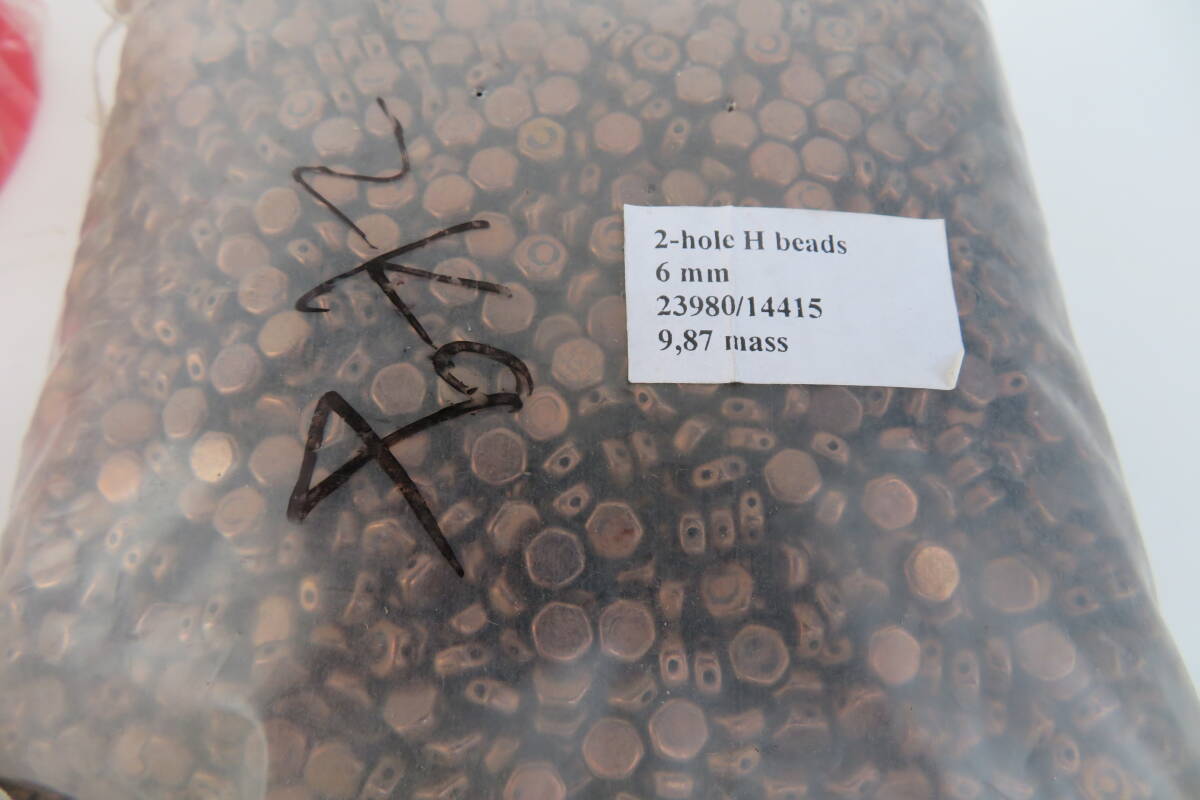 2-hole H beads
6 mm
23980/14415
9,87 mass